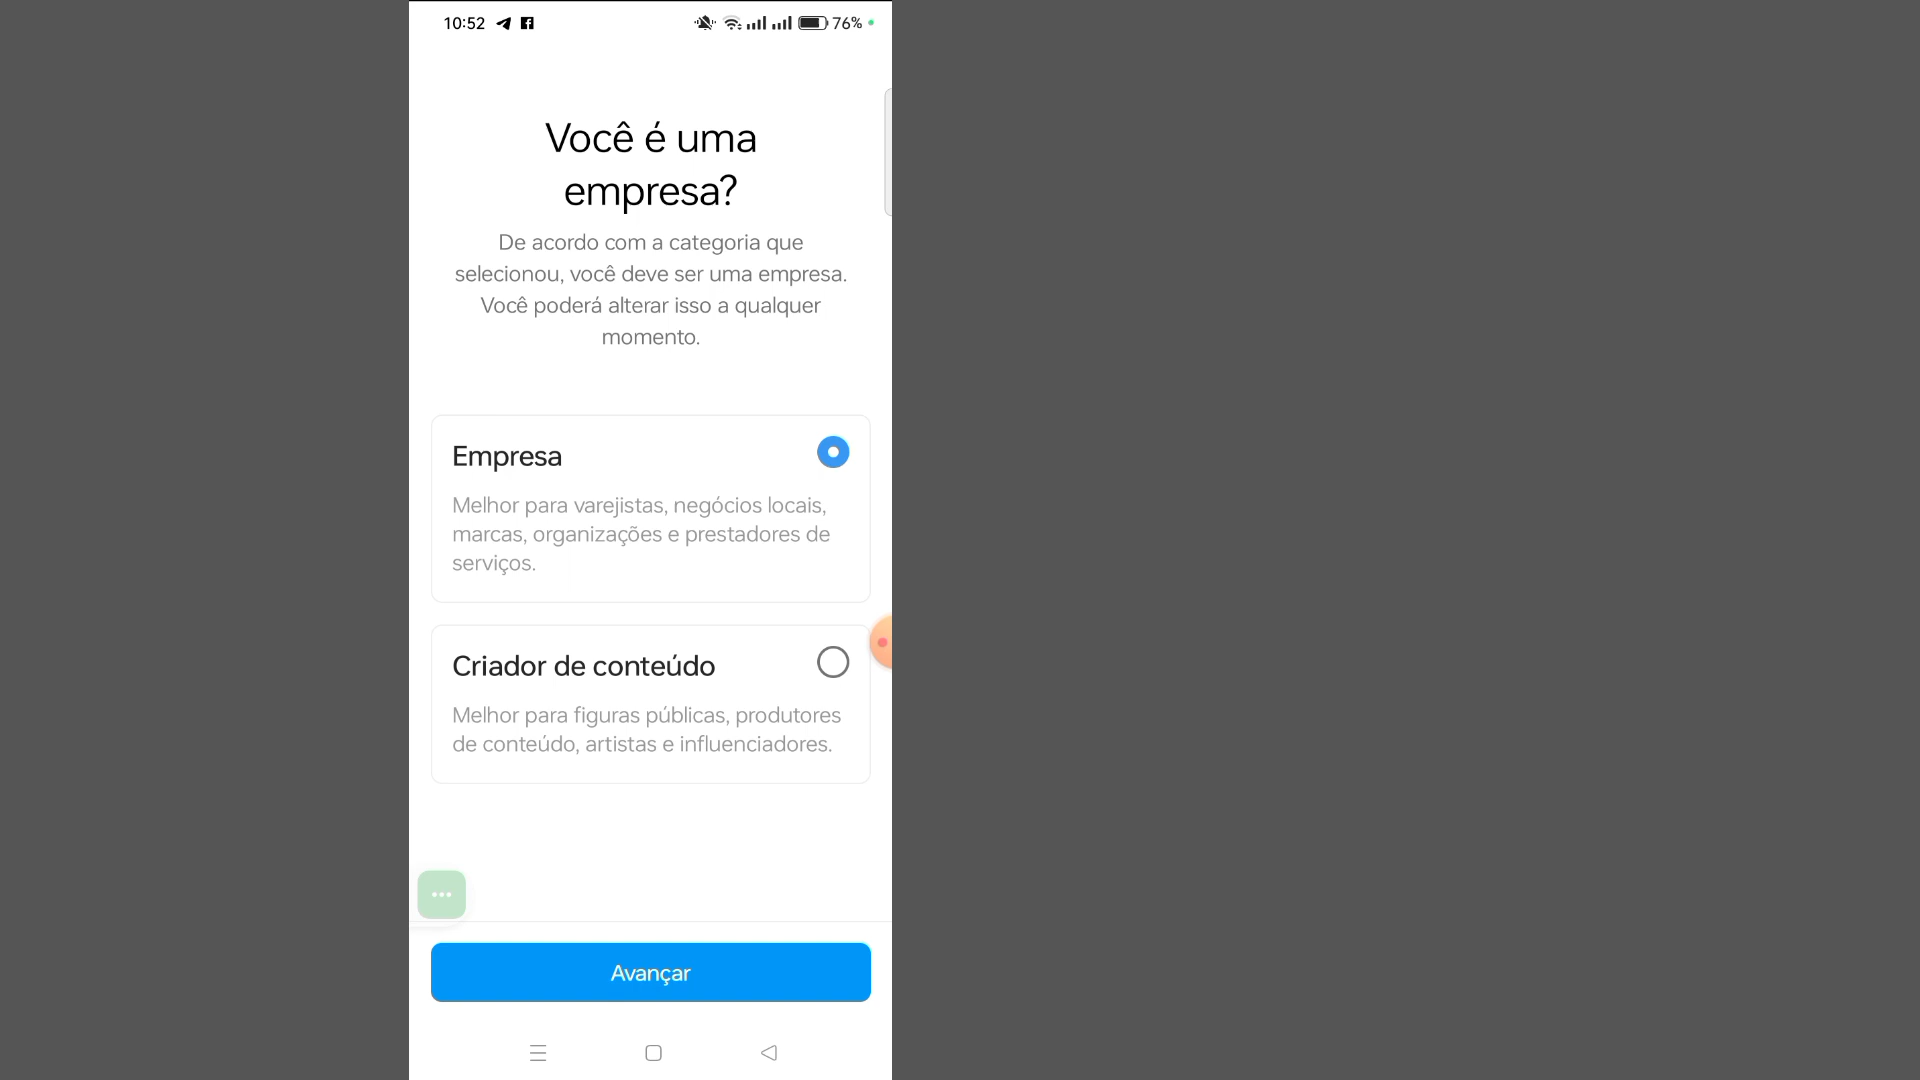 10:52
76%
Você é uma
empresa?
De acordo com a categoria que
selecionou, você deve ser uma empresa.
Você poderá alterar isso a qualquer
momento.
Empresa
Melhor para varejistas, negócios locais,
marcas, organizações e prestadores de
serviços.
Criador de conteúdo
Melhor para figuras públicas, produtores
de conteúdo, artistas e influenciadores.
Avançar